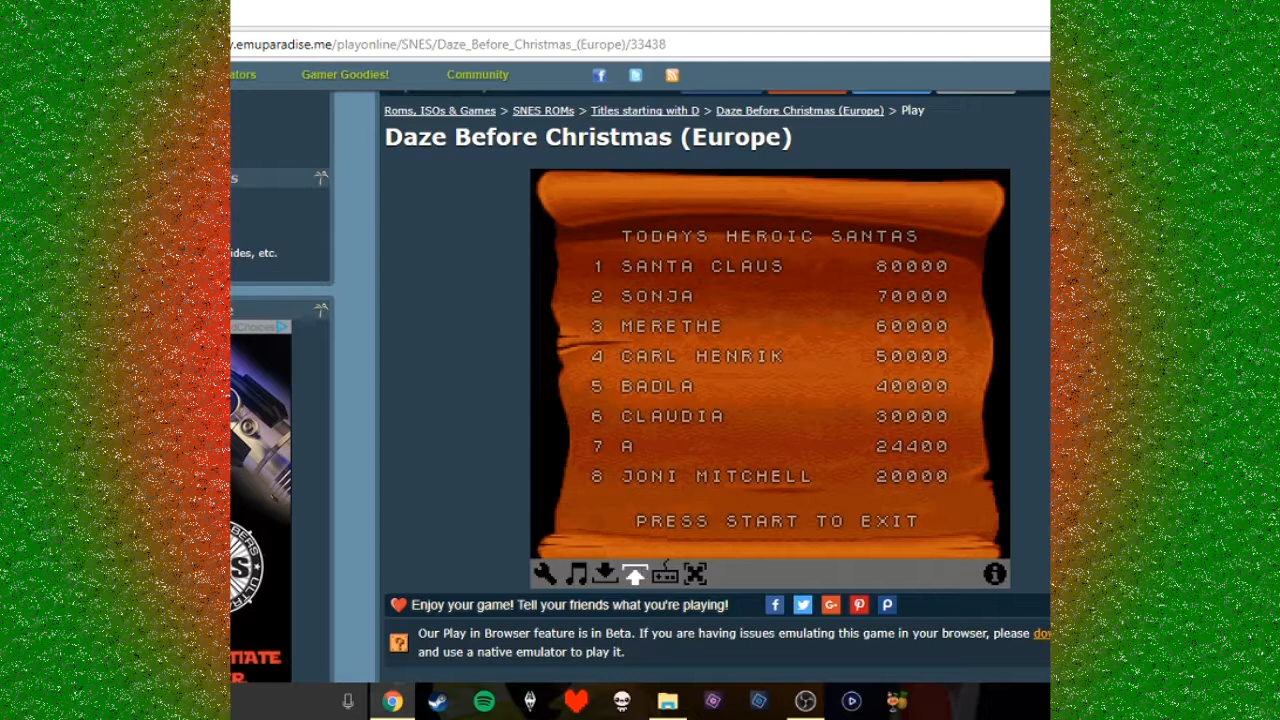 .emuparadise.me/playonline/SNES/Daze_Before_Christmas_(Europe)/33438
ators Gamer Goodies! Community
Roms, ISOs & Games > SNES ROMs > Titles starting with D > Daze Before Christmas (Europe) > Play
Daze Before Christmas (Europe)
s
ides, etc.
e
dChoices
TODAYS HEROIC SANTAS
1 SANTA CLAUS 80000
2 SONJA 70000
3 MERETHE 60000
4 CARL HENRIK 50000
5 BADLA 40000
6 CLAUDIA 30000
7 A 24400
8 JONI MITCHELL 20000
PRESS START TO EXIT
Enjoy your game! Tell your friends what you're playing!
Our Play in Browser feature is in Beta. If you are having issues emulating this game in your browser, please dow
and use a native emulator to play it.